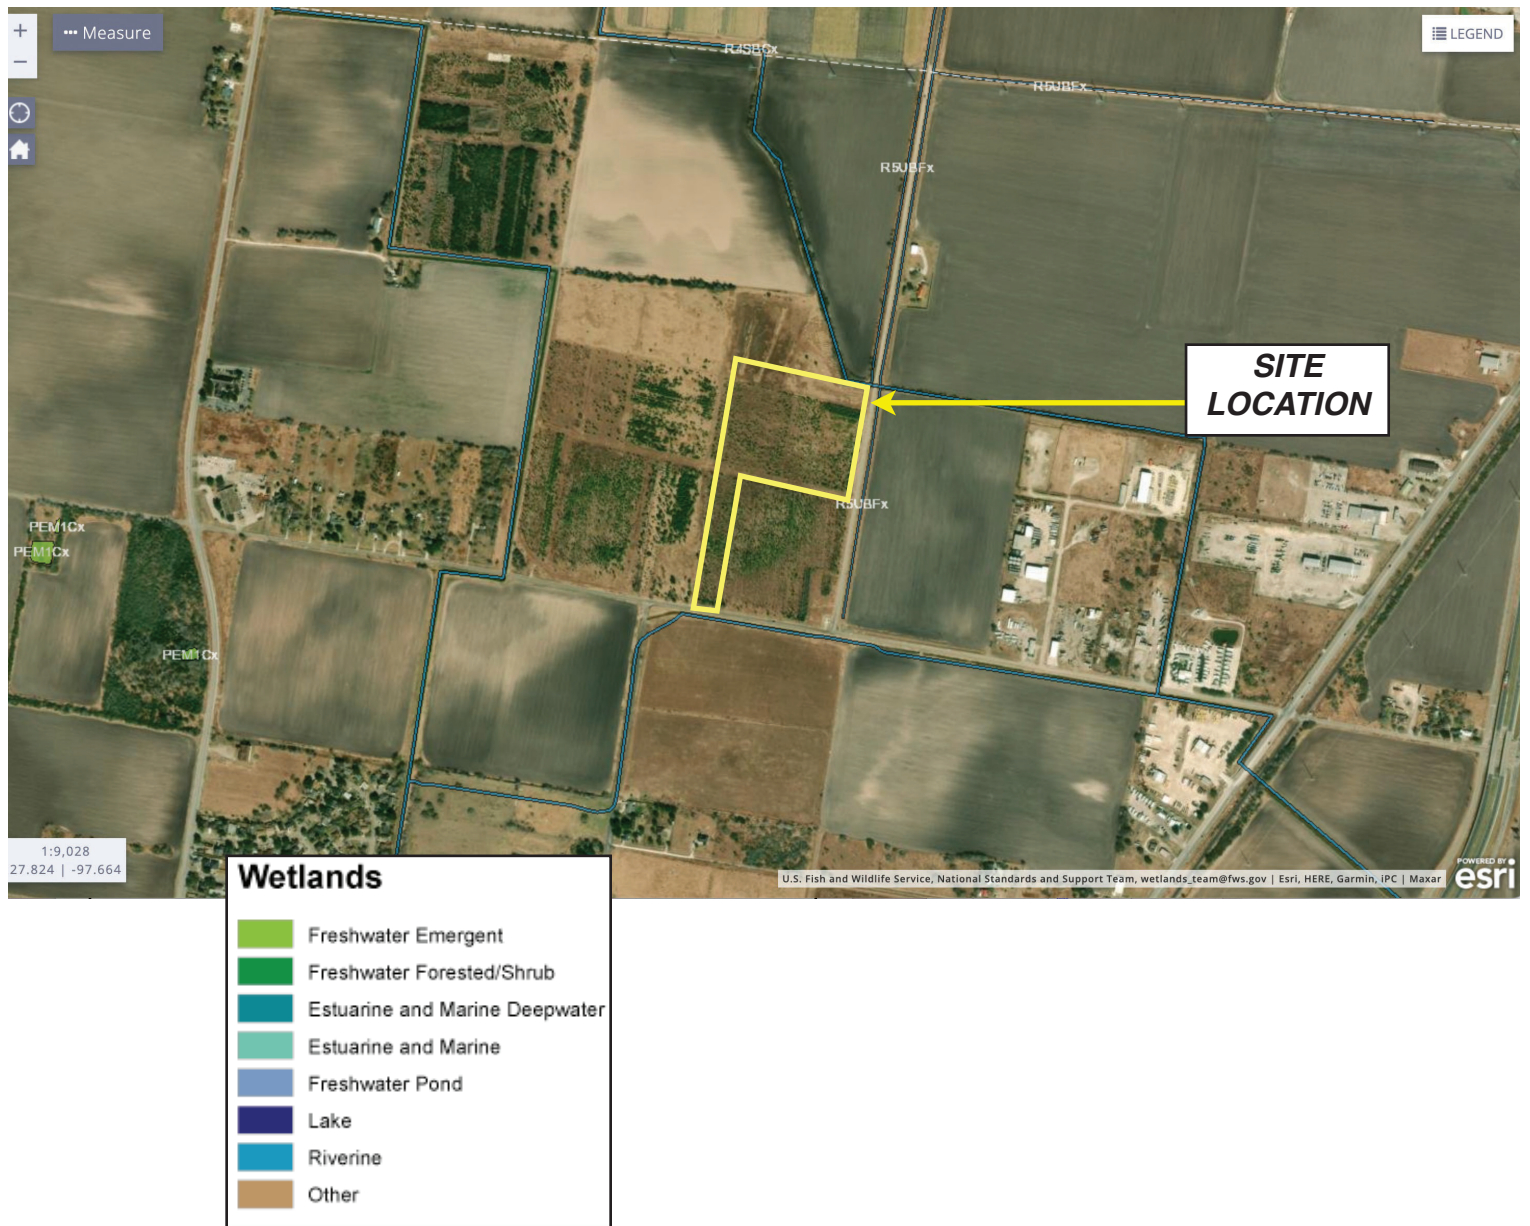 +
Measure
−
LEGEND
R4SBCx
R5UBFx
R5UBFx
SITE
LOCATION
R5UBFx
PEM1Cx
PEM1Cx
PEM1Cx
1:9,028
27.824 | -97.664
POWERED BY
esri
U.S. Fish and Wildlife Service, National Standards and Support Team, wetlands_team@fws.gov | Esri, HERE, Garmin, iPC | Maxar
Wetlands
Freshwater Emergent
Freshwater Forested/Shrub
Estuarine and Marine Deepwater
Estuarine and Marine
Freshwater Pond
Lake
Riverine
Other